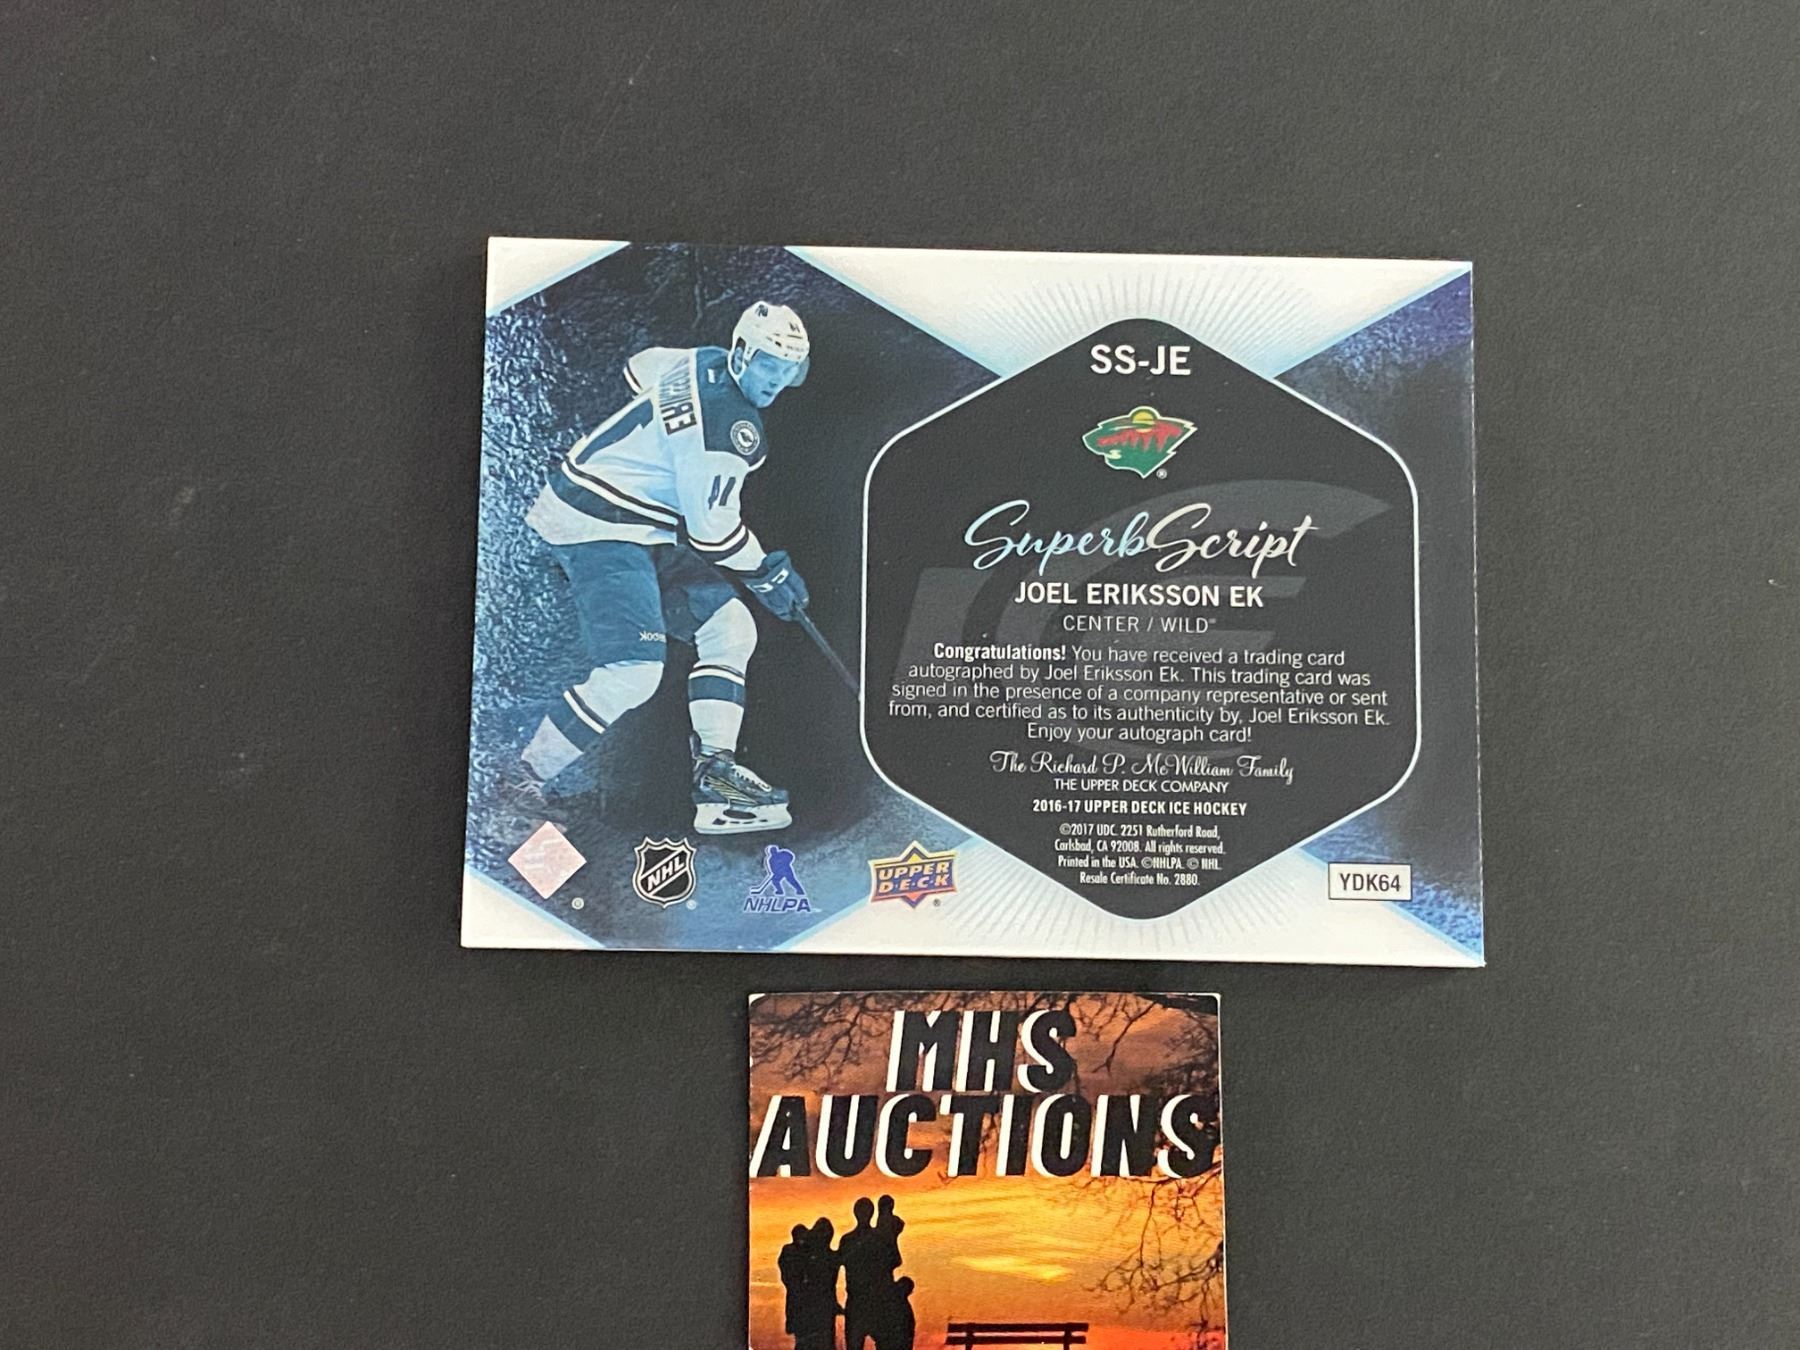 SS-JE
SuperbScript
JOEL ERIKSSON EK
CENTER / WILD
Congratulations! You have received a trading card
autographed by Joel Eriksson Ek. This trading card was
signed in the presence of a company representative or sent
from, and certified as to its authenticity by, Joel Eriksson Ek.
Enjoy your autograph card!
The Richard P. McWilliam Family
THE UPPER DECK COMPANY
2016-17 UPPER DECK ICE HOCKEY
©2017 UDC. 2251 Rutherford Road,
Carlsbad, CA 92008. All rights reserved.
Printed in the USA. ©NHLPA. © NHL.
Resale Certificate No. 2880.
NHL
NHLPA
UPPER
D·E·C·K
YDK64
MHS
AUCTIONS